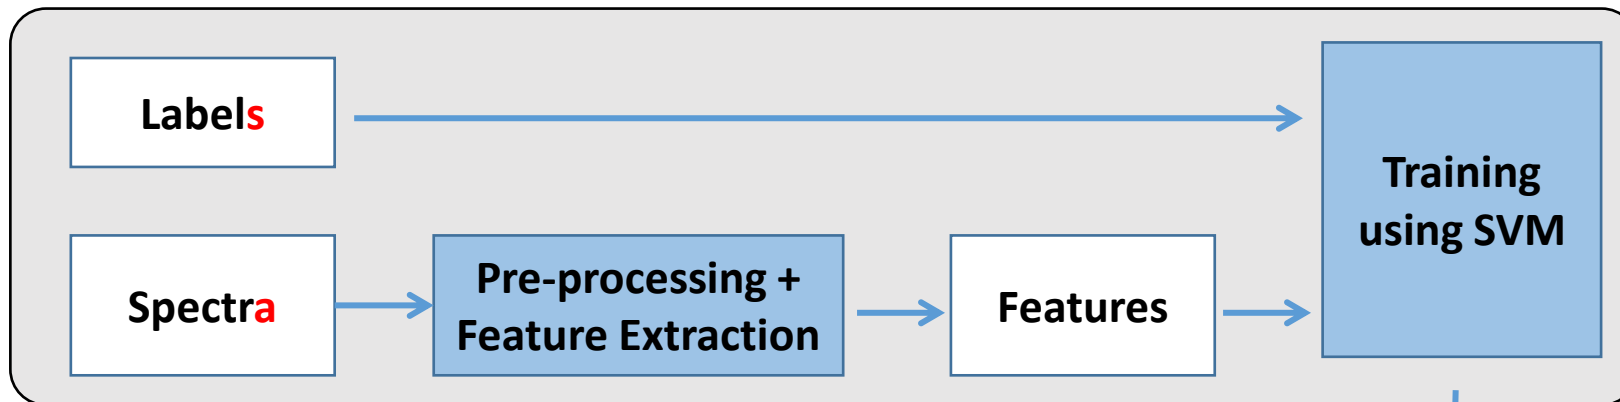 Labels
Training
using SVM
Spectra
Pre-processing +
Feature Extraction
Features